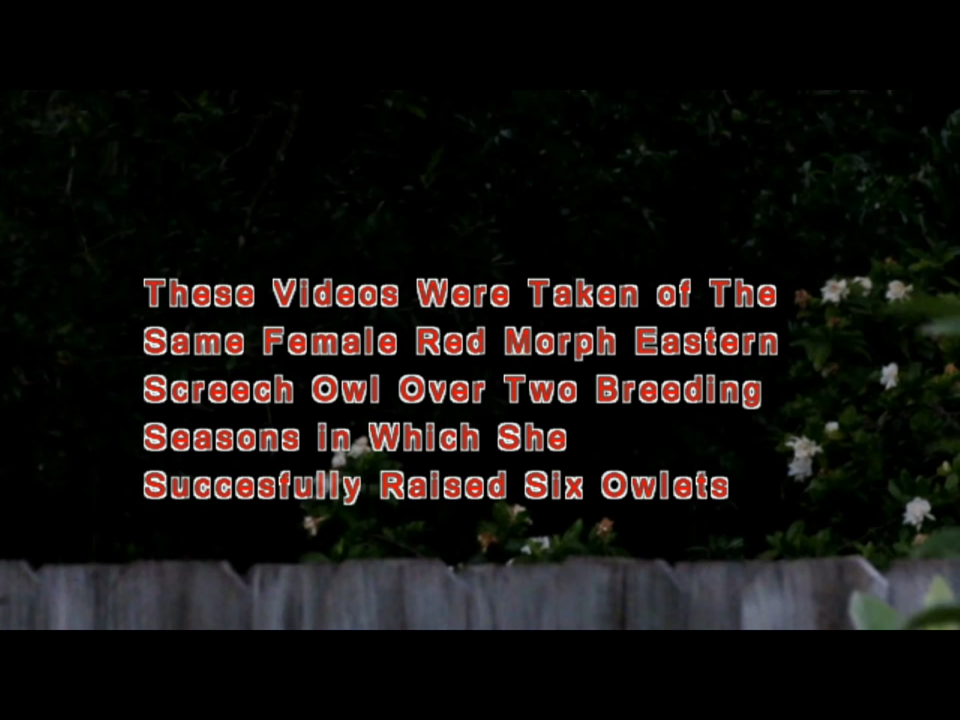 These Videos Were Taken of The
Same Female Red Morph Eastern
Screech Owl Over Two Breeding
Seasons in Which She
Succesfully Raised Six Owlets